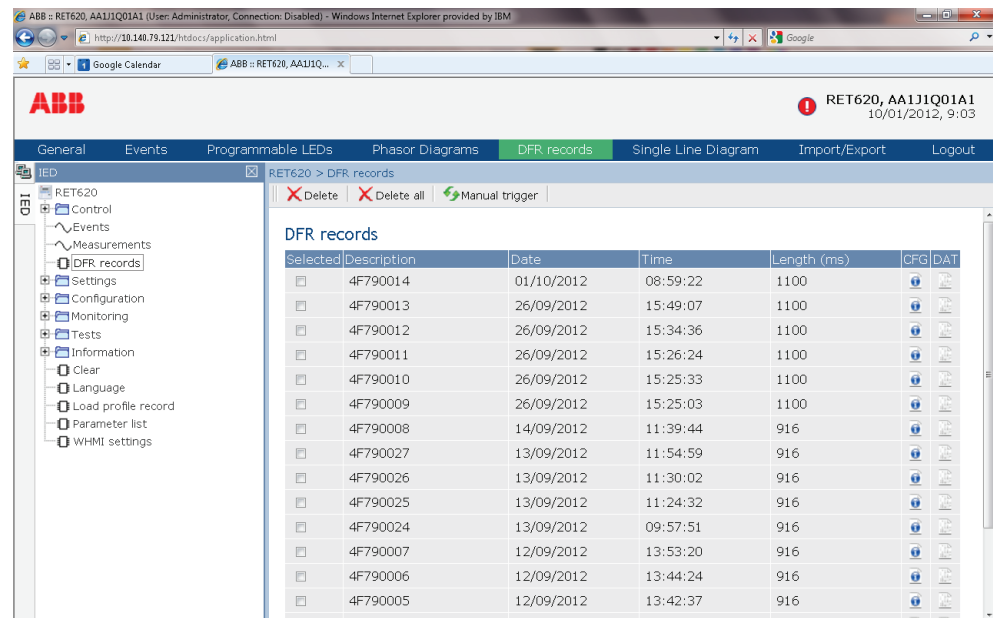 ABB :: RET620, AA1J1Q01A1 (User: Administrator, Connection: Disabled) - Windows Internet Explorer provided by IBM
http://10.140.79.121/htdocs/application.html
Google
Google Calendar
ABB :: RET620, AA1J1Q...
ABB
RET620, AA1J1Q01A1
10/01/2012, 9:03
General Events Programmable LEDs Phasor Diagrams DFR records Single Line Diagram Import/Export Logout
IED
IED
RET620
Control
Events
Measurements
DFR records
Settings
Configuration
Monitoring
Tests
Information
Clear
Language
Load profile record
Parameter list
WHMI settings
RET620 > DFR records
Delete Delete all Manual trigger
DFR records
Selected Description Date Time Length (ms) CFG DAT
4F790014 01/10/2012 08:59:22 1100
4F790013 26/09/2012 15:49:07 1100
4F790012 26/09/2012 15:34:36 1100
4F790011 26/09/2012 15:26:24 1100
4F790010 26/09/2012 15:25:33 1100
4F790009 26/09/2012 15:25:03 1100
4F790008 14/09/2012 11:39:44 916
4F790027 13/09/2012 11:54:59 916
4F790026 13/09/2012 11:30:02 916
4F790025 13/09/2012 11:24:32 916
4F790024 13/09/2012 09:57:51 916
4F790007 12/09/2012 13:53:20 916
4F790006 12/09/2012 13:44:24 916
4F790005 12/09/2012 13:42:37 916